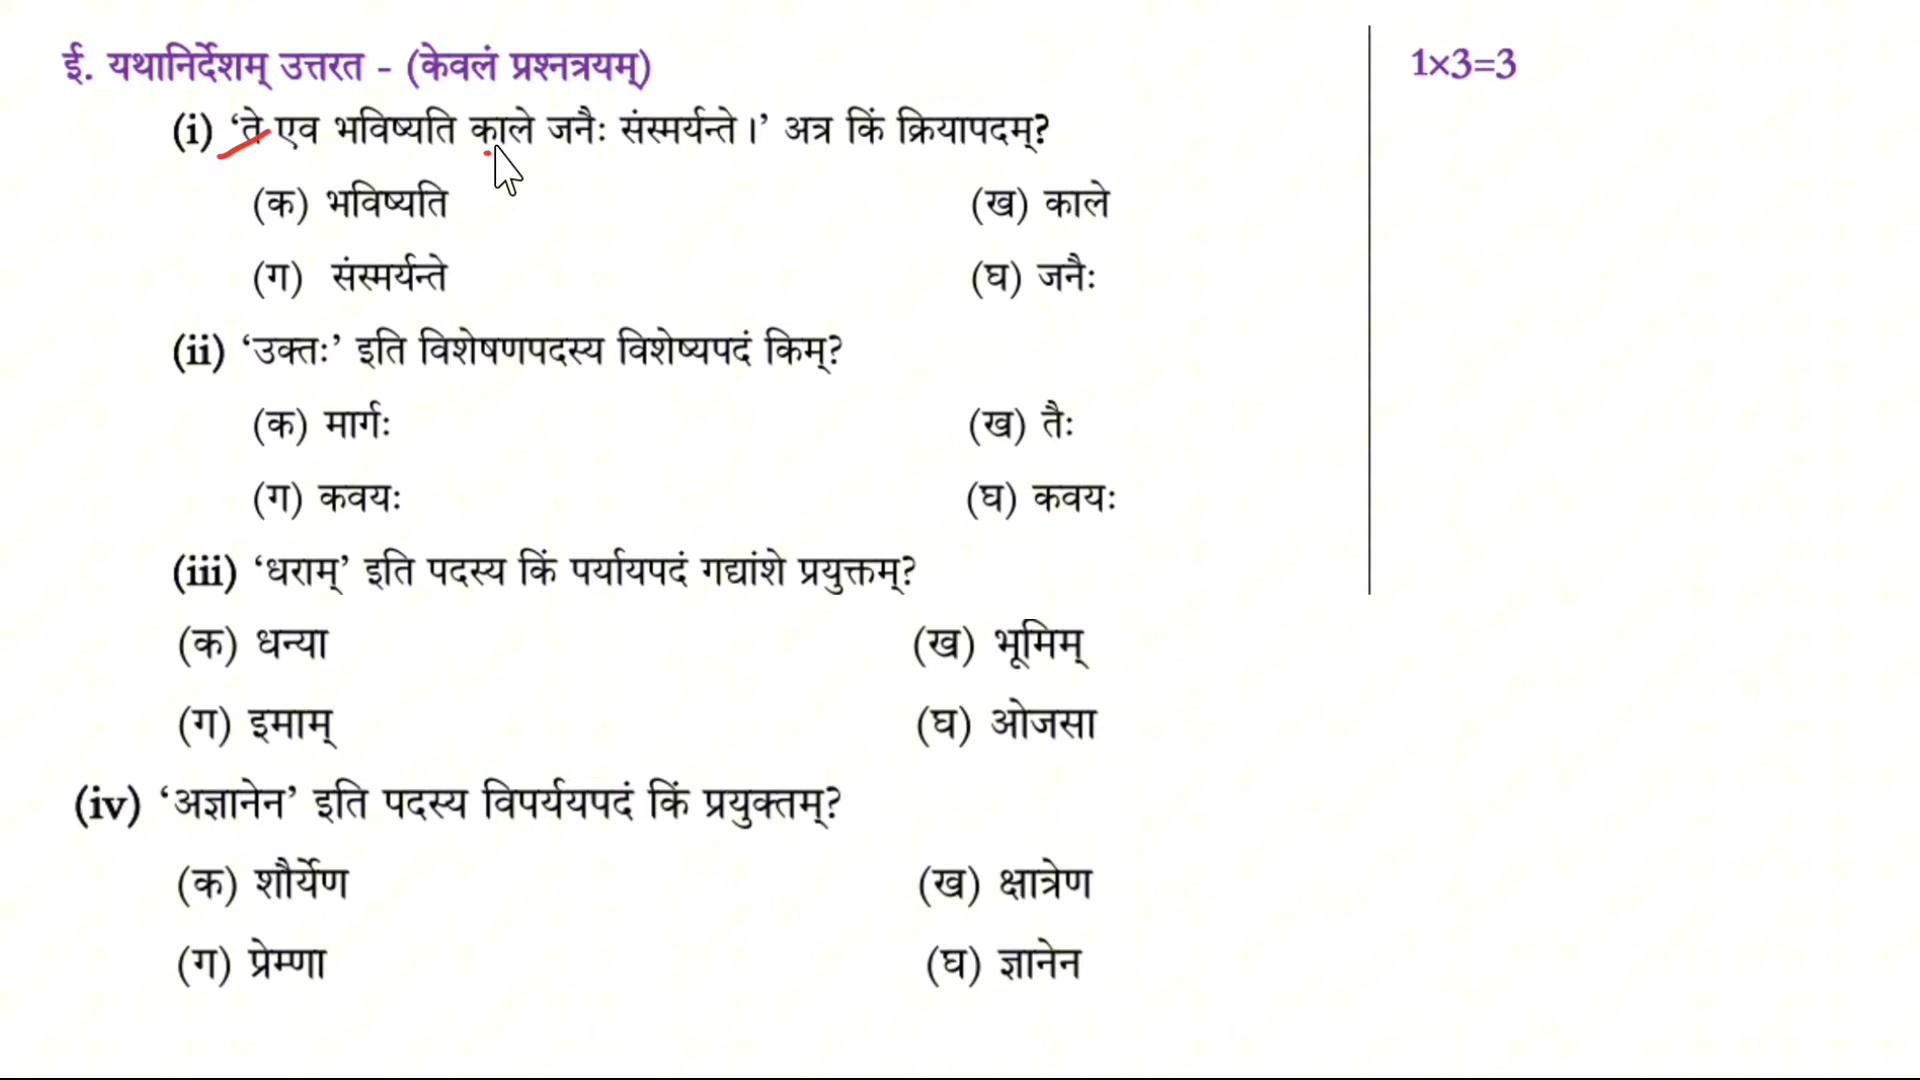 ई. यथानिर्देशम् उत्तरत - (केवलं प्रश्नत्रयम्) 1×3=3
(i) ‘ते एव भविष्यति काले जनैः संस्मर्यन्ते।’ अत्र किं क्रियापदम्?
(क) भविष्यति (ख) काले
(ग) संस्मर्यन्ते (घ) जनैः
(ii) ‘उक्तः’ इति विशेषणपदस्य विशेष्यपदं किम्?
(क) मार्गः (ख) तैः
(ग) कवयः (घ) कवयः
(iii) ‘धराम्’ इति पदस्य किं पर्यायपदं गद्यांशे प्रयुक्तम्?
(क) धन्या (ख) भूमिम्
(ग) इमाम् (घ) ओजसा
(iv) ‘अज्ञानेन’ इति पदस्य विपर्ययपदं किं प्रयुक्तम्?
(क) शौर्येण (ख) क्षात्रेण
(ग) प्रेम्णा (घ) ज्ञानेन